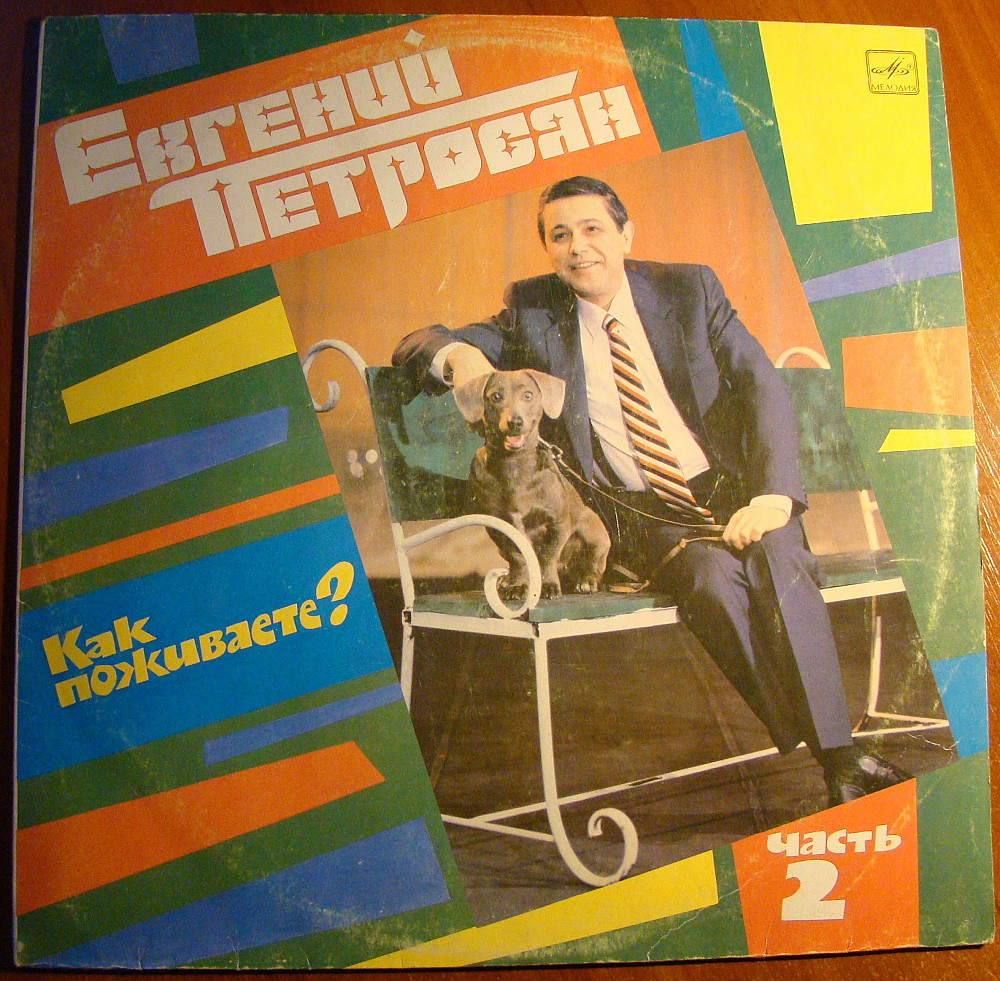 Евгений
Петросян
МЕЛОДИЯ
Как
поживаете?
часть
2